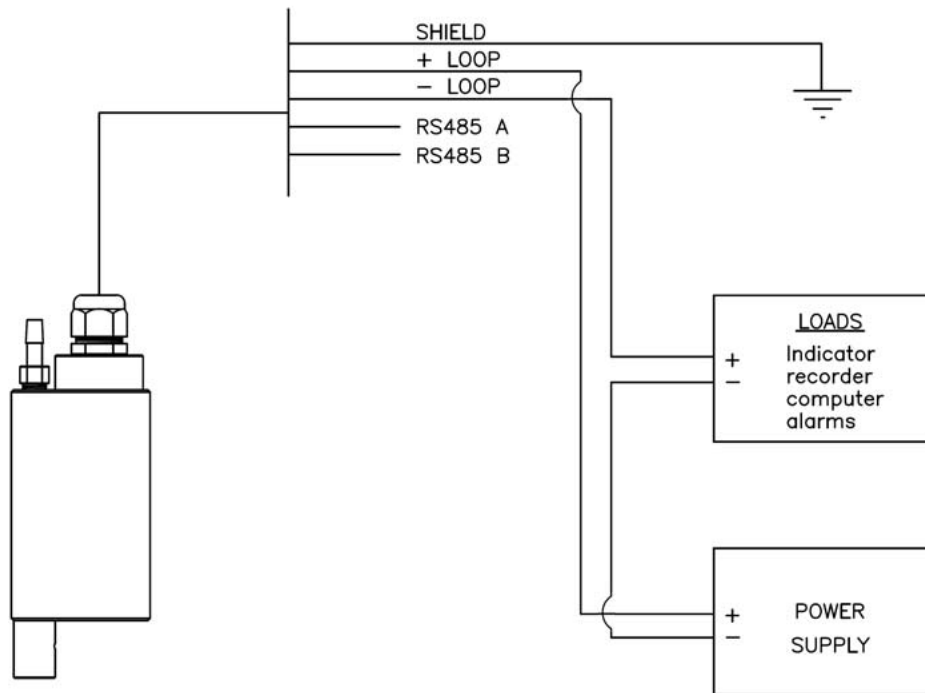 SHIELD
+ LOOP
− LOOP
RS485 A
RS485 B
LOADS
+
−
Indicator
recorder
computer
alarms
+
−
POWER
SUPPLY